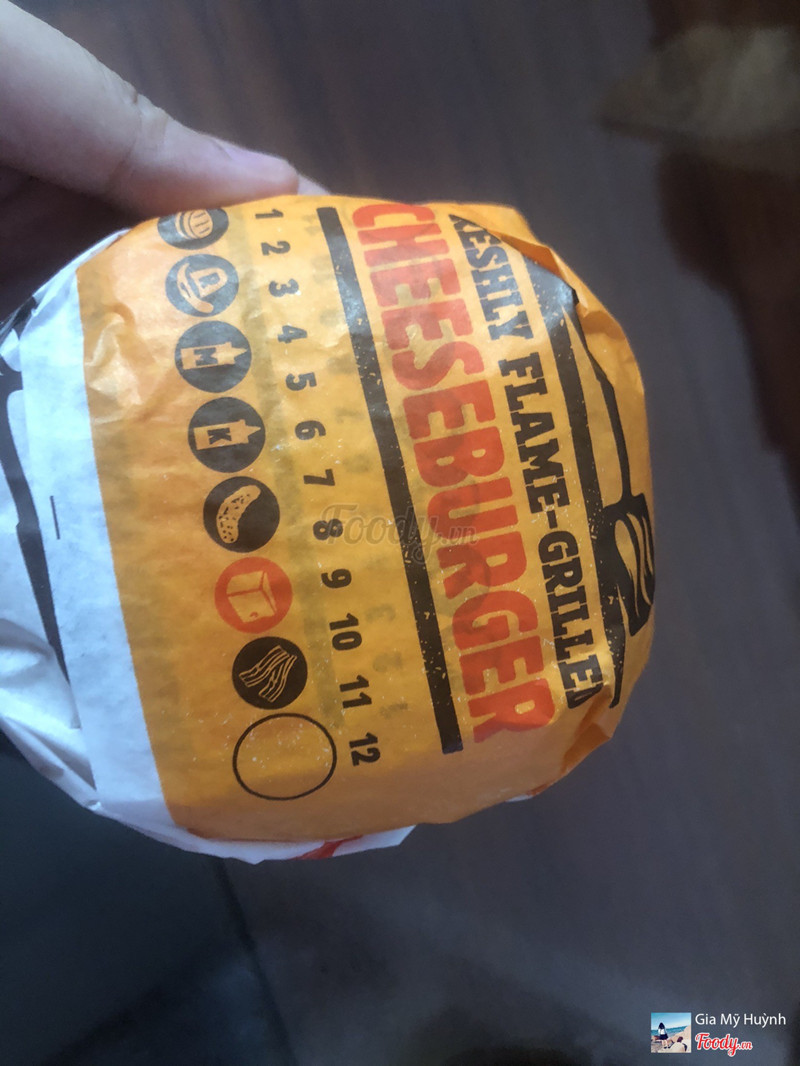 RESHLY FLAME-GRILLED
CHEESEBURGER
1 2 3 4 5 6 7 8 9 10 11 12
M
K
Foody.vn
Gia Mỹ Huỳnh
Foody.vn